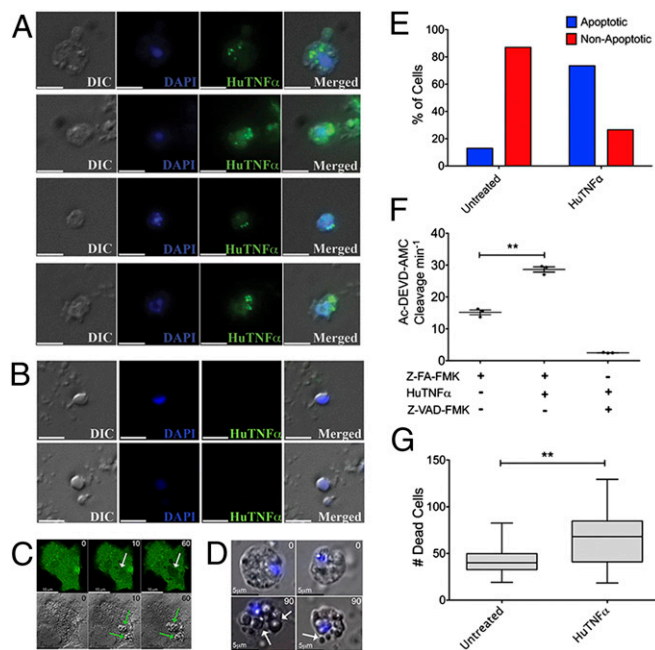 A
DIC DAPI HuTNFα Merged
DIC DAPI HuTNFα Merged
DIC DAPI HuTNFα Merged
DIC DAPI HuTNFα Merged
B
DIC DAPI HuTNFα Merged
DIC DAPI HuTNFα Merged
C
0 10 60
0 10 60
D
0 0
5μm 90 5μm 90
E
Apoptotic
Non-Apoptotic
% of Cells
100
80
60
40
20
0
Untreated HuTNFα
F
Ac-DEVD-AMC
Cleavage min-1
40
30
20
10
0
**
Z-FA-FMK + + -
HuTNFα - + +
Z-VAD-FMK - - +
G
# Dead Cells
150
100
50
0
**
Untreated HuTNFα